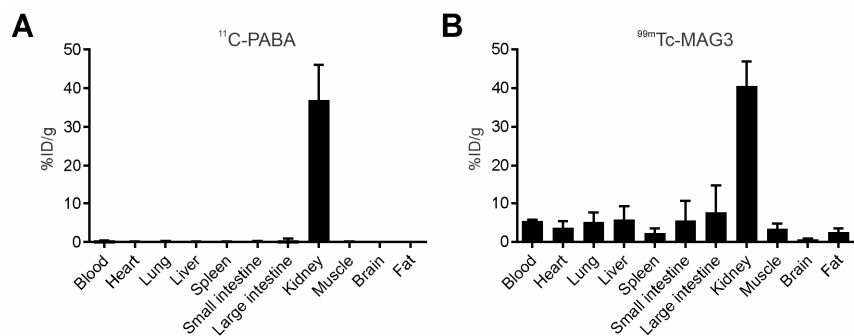 A
¹¹C-PABA
50
40
30
20
10
0
%ID/g
Blood
Heart
Lung
Liver
Spleen
Small intestine
Large intestine
Kidney
Muscle
Brain
Fat
B
⁹⁹ᵐTc-MAG3
50
40
30
20
10
0
%ID/g
Blood
Heart
Lung
Liver
Spleen
Small intestine
Large intestine
Kidney
Muscle
Brain
Fat